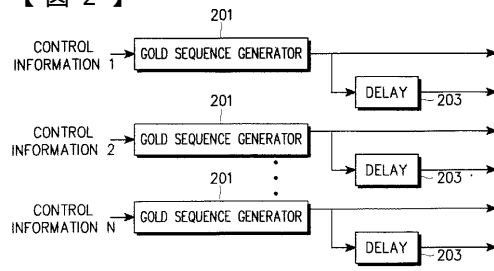 【図2】
201
CONTROL
INFORMATION 1
GOLD SEQUENCE GENERATOR
DELAY
203
201
CONTROL
INFORMATION 2
GOLD SEQUENCE GENERATOR
DELAY
203
201
CONTROL
INFORMATION N
GOLD SEQUENCE GENERATOR
DELAY
203